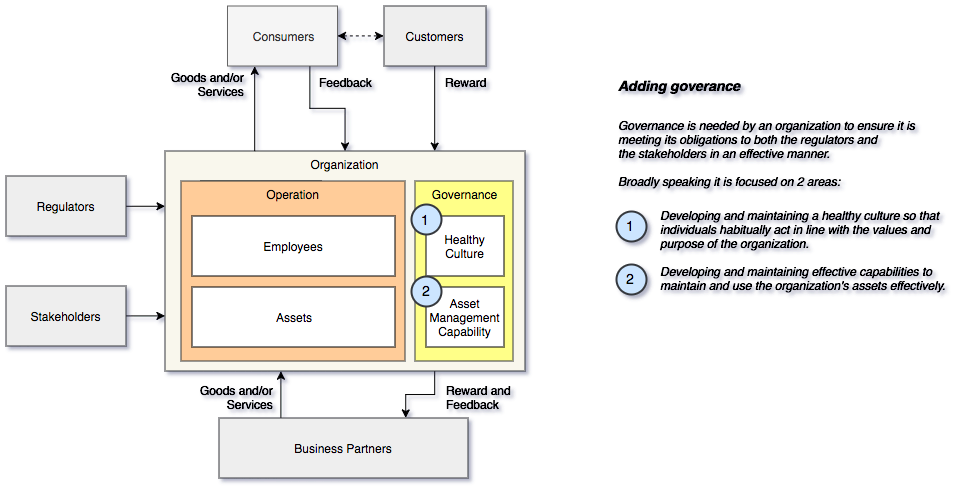 Consumers
Customers
Goods and/or
Services
Feedback
Reward
Organization
Regulators
Stakeholders
Operation
Employees
Assets
Governance
1
Healthy
Culture
2
Asset
Management
Capability
Goods and/or
Services
Reward and
Feedback
Business Partners
Adding goverance
Governance is needed by an organization to ensure it is
meeting its obligations to both the regulators and
the stakeholders in an effective manner.
Broadly speaking it is focused on 2 areas:
1
Developing and maintaining a healthy culture so that
individuals habitually act in line with the values and
purpose of the organization.
2
Developing and maintaining effective capabilities to
maintain and use the organization's assets effectively.